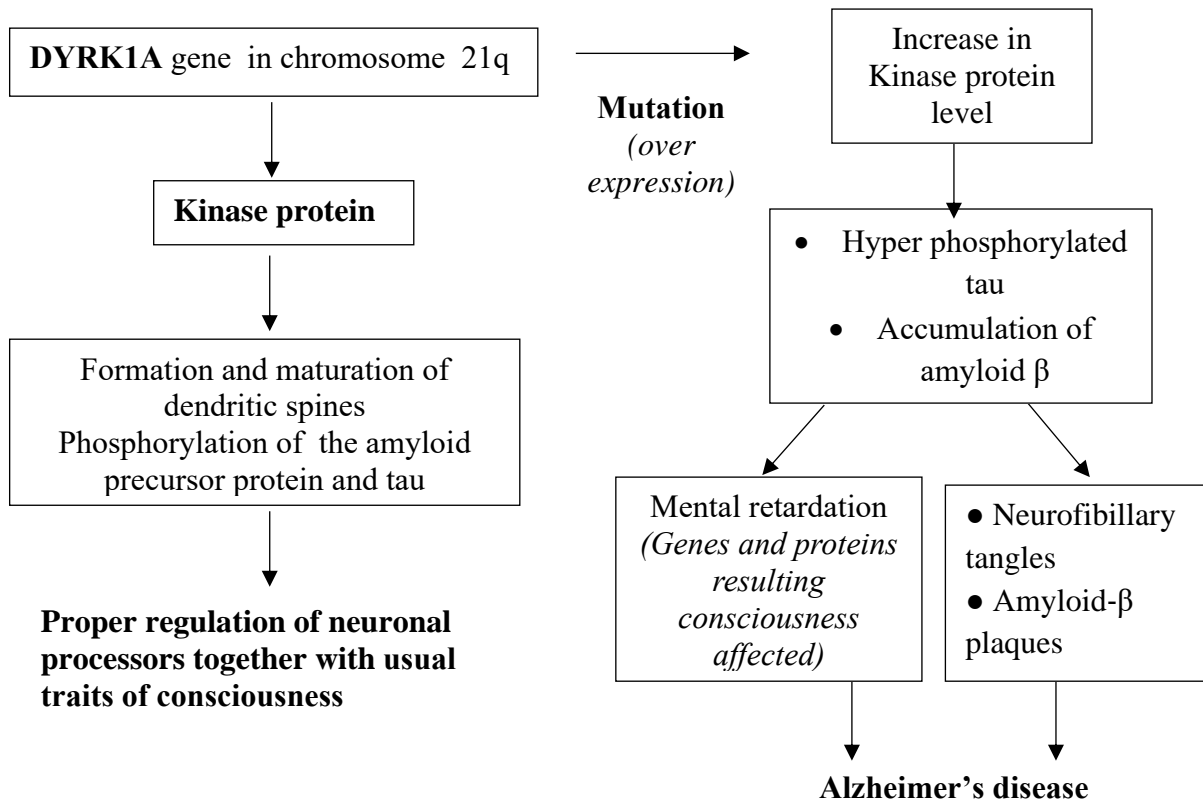 DYRK1A gene in chromosome 21q
Kinase protein
Formation and maturation of
dendritic spines
Phosphorylation of the amyloid
precursor protein and tau
Proper regulation of neuronal
processors together with usual
traits of consciousness
Mutation
(over
expression)
Increase in
Kinase protein
level
● Hyper phosphorylated
tau
● Accumulation of
amyloid β
Mental retardation
(Genes and proteins
resulting
consciousness
affected)
● Neurofibillary
tangles
● Amyloid-β
plaques
Alzheimer’s disease